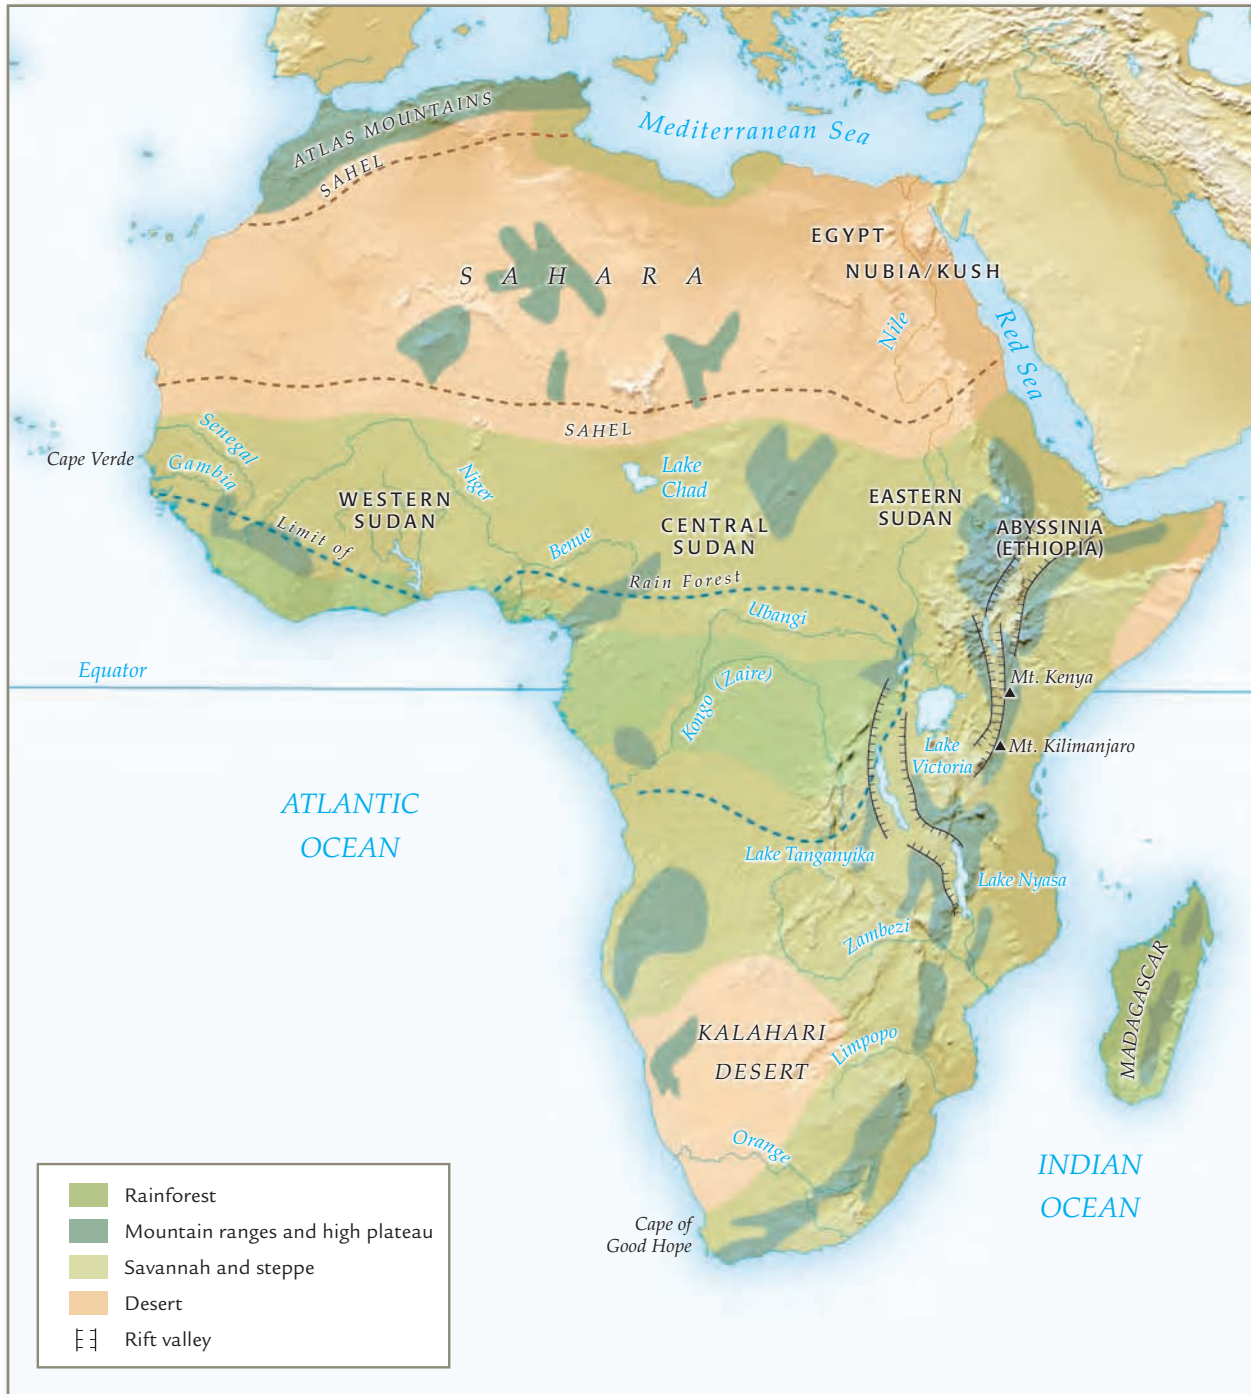 Mediterranean Sea
ATLAS MOUNTAINS
SAHEL
SAHARA
EGYPT
NUBIA/KUSH
Nile
Red Sea
SAHEL
Cape Verde
Senegal
Gambia
Niger
Lake
Chad
WESTERN
SUDAN
CENTRAL
SUDAN
EASTERN
SUDAN
ABYSSINIA
(ETHIOPIA)
Limit of
Rain Forest
Benue
Ubangi
Equator
Kongo (Zaire)
Mt. Kenya
Mt. Kilimanjaro
Lake
Victoria
ATLANTIC
OCEAN
Lake Tanganyika
Lake Nyasa
Zambezi
MADAGASCAR
KALAHARI
DESERT
Limpopo
Orange
INDIAN
OCEAN
Cape of
Good Hope
Rainforest
Mountain ranges and high plateau
Savannah and steppe
Desert
Rift valley